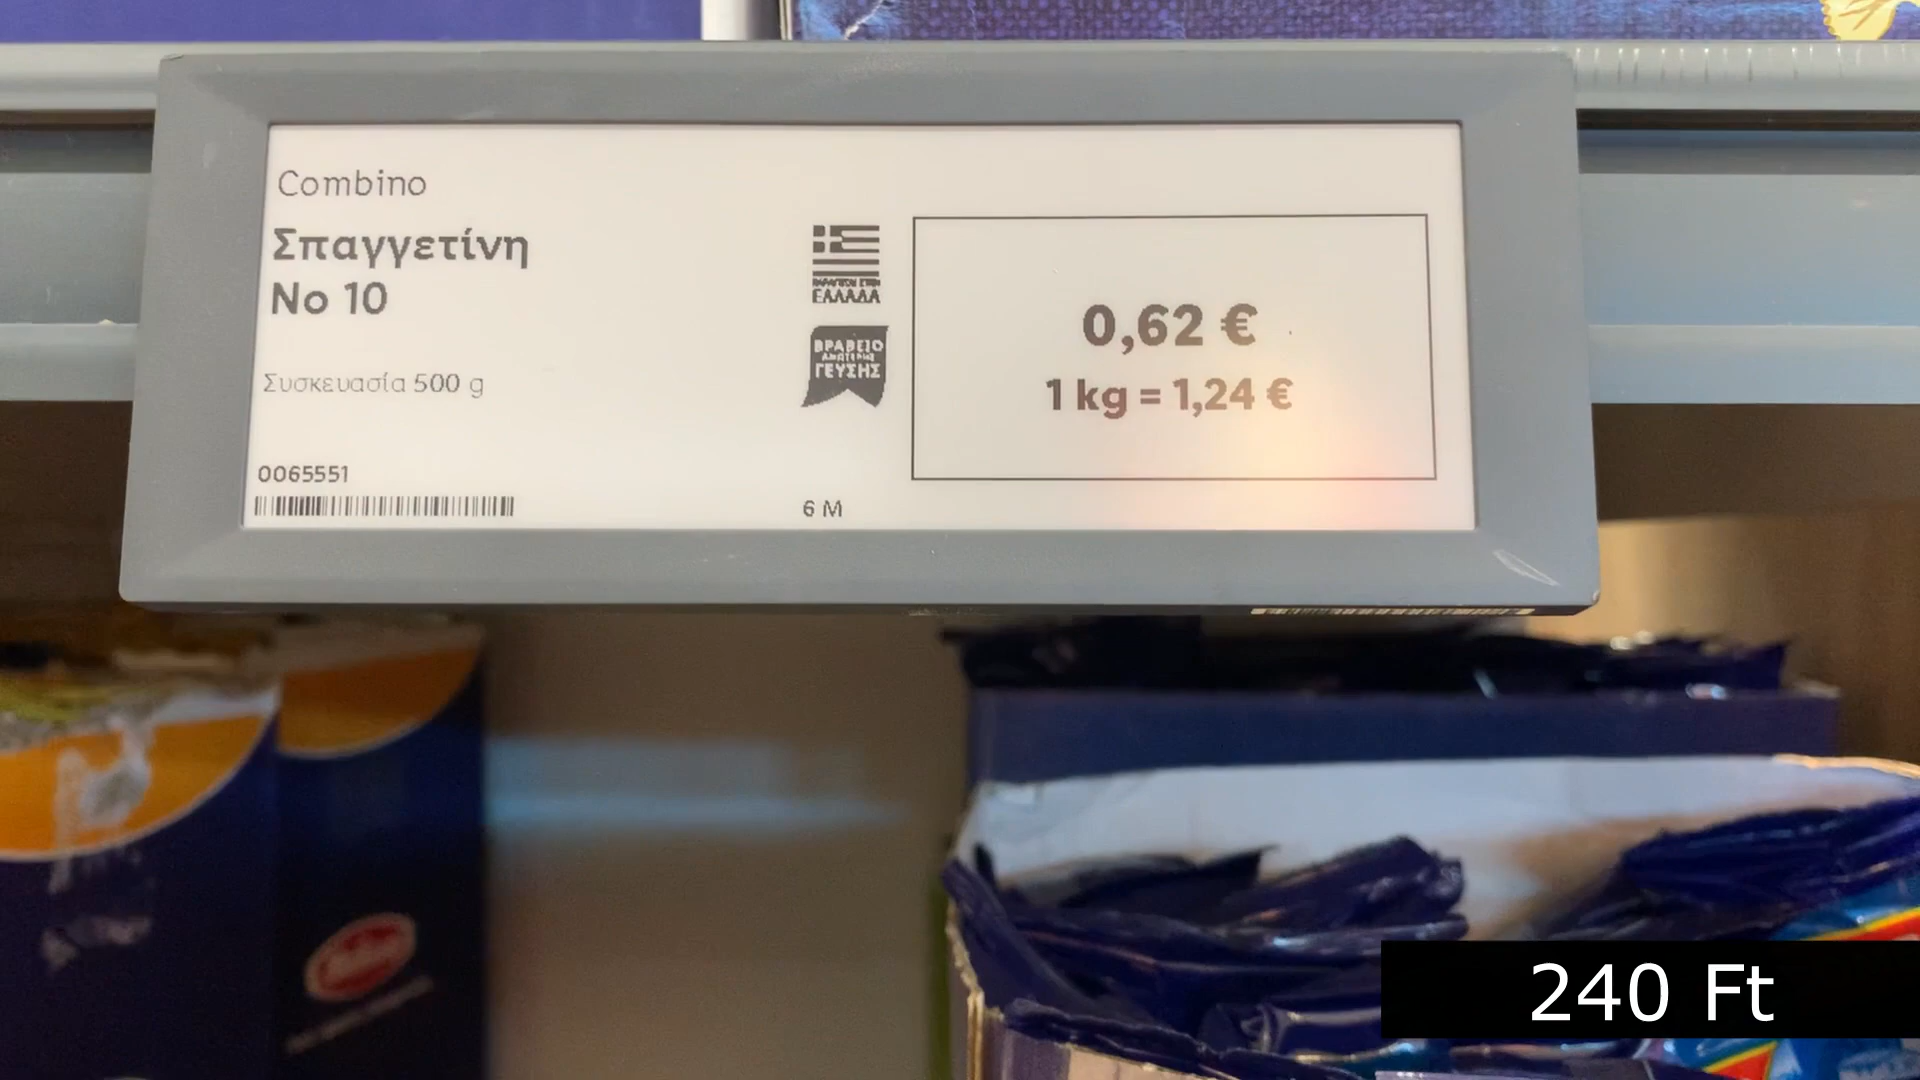 Combino
Σπαγγετίνη
No 10
Συσκευασία 500 g
0065551
ΕΛΛΑΔΑ
ΒΡΑΒΕΙΟ
ΓΕΥΣΗΣ
6 M
0,62 €
1 kg = 1,24 €
240 Ft